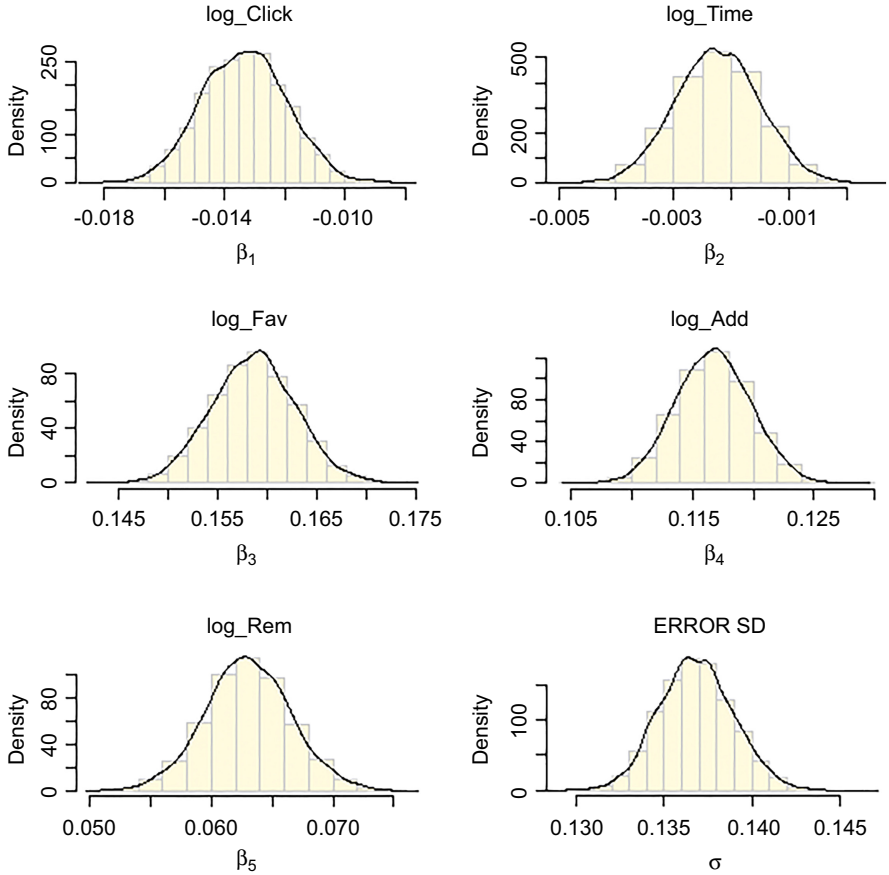 log_Click
Density
0 100 250
-0.018 -0.014 -0.010
β1
log_Time
Density
0 200 500
-0.005 -0.003 -0.001
β2
log_Fav
Density
0 40 80
0.145 0.155 0.165 0.175
β3
log_Add
Density
0 40 80
0.105 0.115 0.125
β4
log_Rem
Density
0 40 80
0.050 0.060 0.070
β5
ERROR SD
Density
0 100
0.130 0.135 0.140 0.145
σ